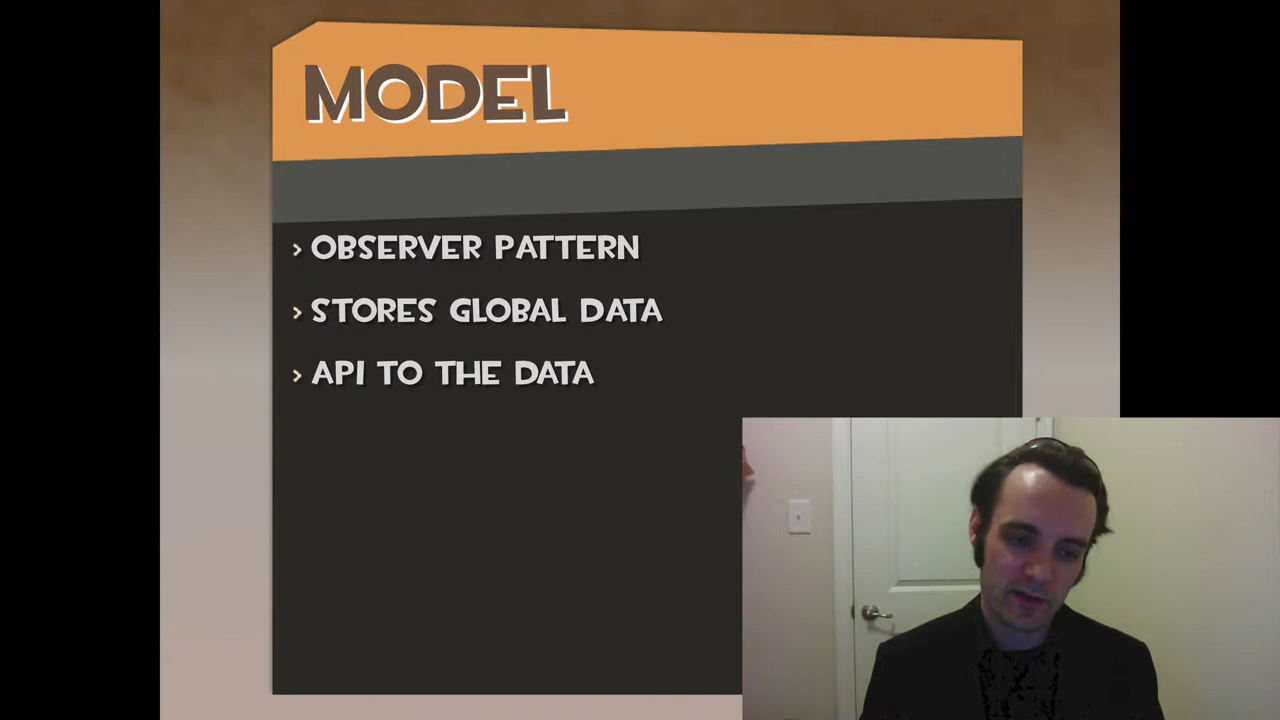 MODEL
› OBSERVER PATTERN
› STORES GLOBAL DATA
› API TO THE DATA